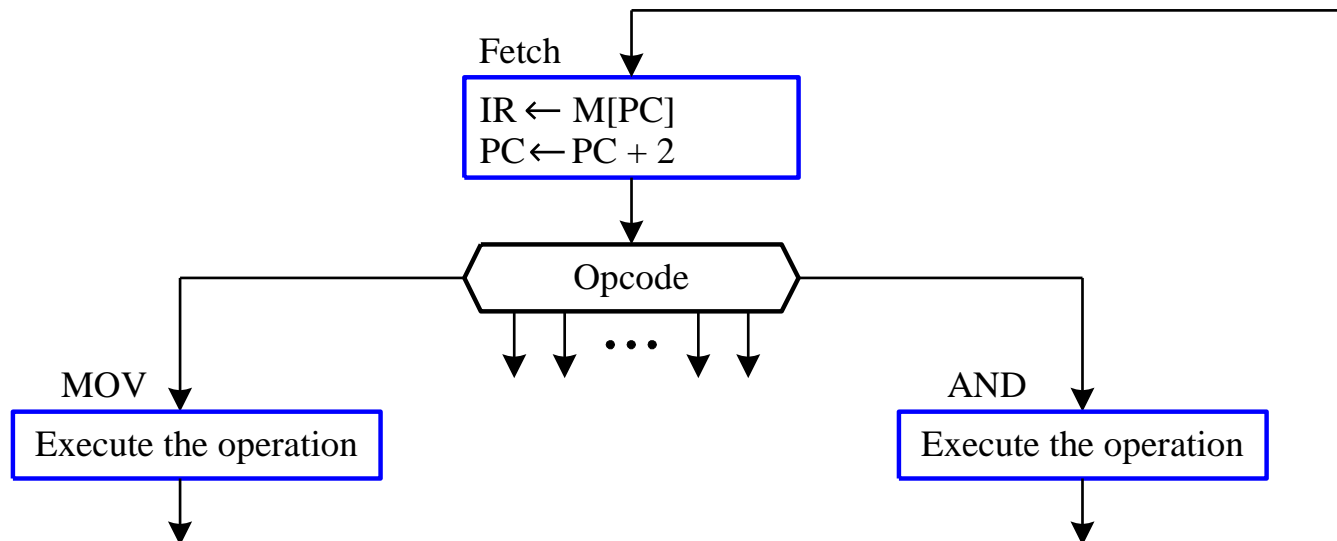 Fetch
IR ← M[PC]
PC ← PC + 2
Opcode
•••
MOV
AND
Execute the operation
Execute the operation